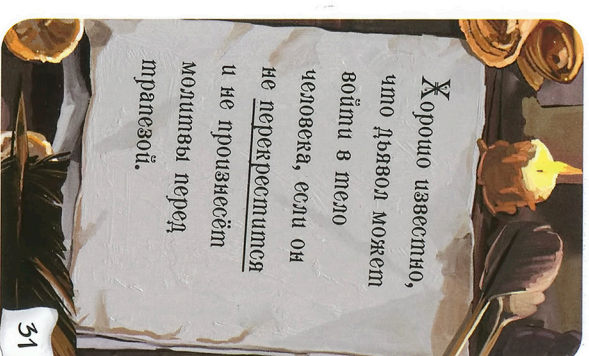 Хорошо известно,
что дьявол может
войти в тело
человека, если он
не перекрестится
и не произнесёт
молитвы перед
трапезой.
31